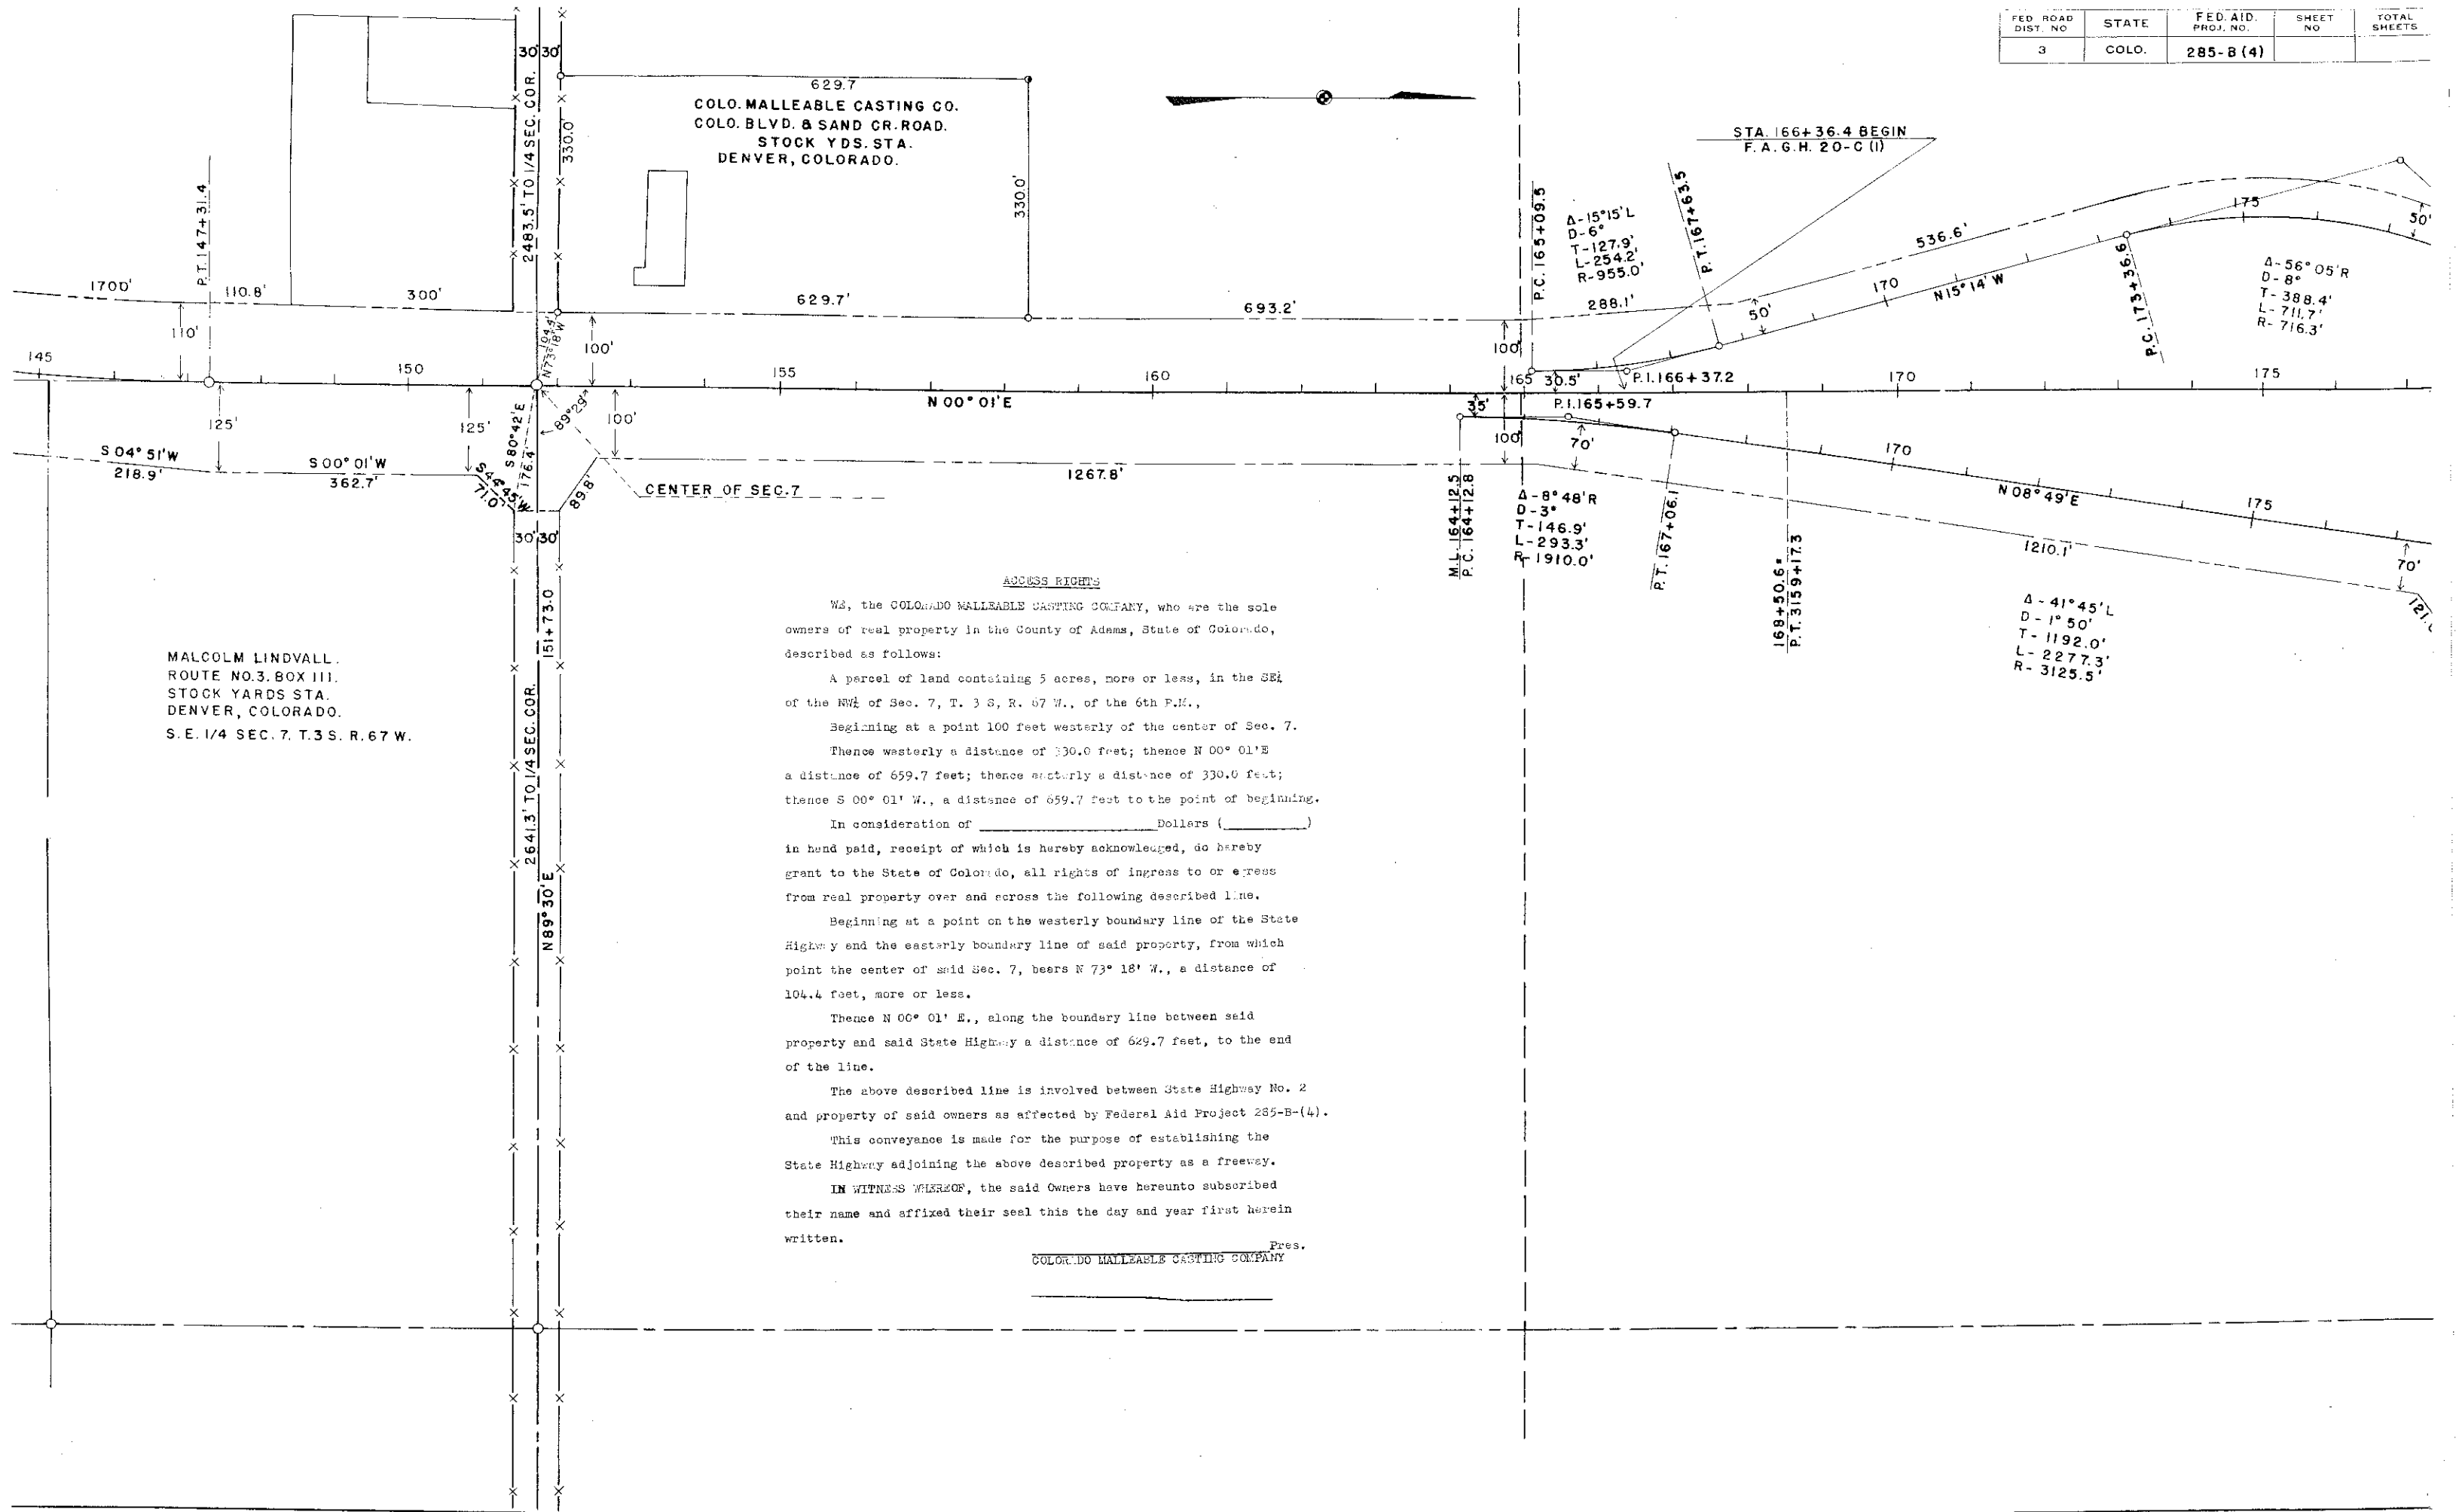 FED ROAD DIST. NO
STATE
FED. AID. PROJ. NO.
SHEET NO
TOTAL SHEETS
3
COLO.
285-B (4)
30' 30'
2483.5' TO 1/4 SEC. COR.
330.0'
629.7
COLO. MALLEABLE CASTING CO.
COLO. BLVD. & SAND CR. ROAD.
STOCK YDS. STA.
DENVER, COLORADO.
330.0'
STA. 166+36.4 BEGIN
F. A. G. H. 20-C (1)
P.T. 147+31.4
P.C. 165+09.5
Δ-15°15'L
D-6°
T-127.9'
L-254.2'
R-955.0'
P.T. 167+63.5
536.6'
175
50'
P.C. 173+36.6
Δ-56°05'R
D-8°
T-388.4'
L-711.7'
R-716.3'
1700'
110.8'
300'
629.7'
693.2'
288.1'
50'
170
N15°14'W
110'
104.4'
N73°18'W
100'
100'
145
150
155
160
165
30.5'
P.I. 166+37.2
170
175
N 00° 01'E
35'
P.I. 165+59.7
125'
125'
S 80°42'E
176.4'
89°29'
100'
100'
70'
S 04° 51'W
218.9'
S 00° 01'W
362.7'
S 44°45'W
71.0'
89.8'
CENTER OF SEC. 7
1267.8'
170
N 08° 49'E
175
M.L. 164+12.5
P.C. 164+12.8
Δ-8° 48'R
D-3°
T-146.9'
L-293.3'
R-1910.0'
P.T. 167+06.1
168+50.6=
P.T. 3159+17.3
1210.1'
70'
121.
Δ-41°45'L
D-1° 50'
T-1192.0'
L-2277.3'
R-3125.5'
30' 30'
151+73.0
2641.3' TO 1/4 SEC. COR.
N89°30'E
MALCOLM LINDVALL.
ROUTE NO. 3. BOX 111.
STOCK YARDS STA.
DENVER, COLORADO.
S. E. 1/4 SEC. 7. T. 3 S. R. 67 W.
ACCESS RIGHTS
WE, the COLORADO MALLEABLE CASTING COMPANY, who are the sole
owners of real property in the County of Adams, State of Colorado,
described as follows:
A parcel of land containing 5 acres, more or less, in the SE¼
of the NW¼ of Sec. 7, T. 3 S, R. 67 W., of the 6th P.M.,
Beginning at a point 100 feet westerly of the center of Sec. 7.
Thence westerly a distance of 330.0 feet; thence N 00° 01'E
a distance of 659.7 feet; thence easterly a distance of 330.0 feet;
thence S 00° 01' W., a distance of 659.7 feet to the point of beginning.
In consideration of ____________ Dollars (________)
in hand paid, receipt of which is hereby acknowledged, do hereby
grant to the State of Colorado, all rights of ingress to or egress
from real property over and across the following described line.
Beginning at a point on the westerly boundary line of the State
Highway and the easterly boundary line of said property, from which
point the center of said Sec. 7, bears N 73° 18' W., a distance of
104.4 feet, more or less.
Thence N 00° 01' E., along the boundary line between said
property and said State Highway a distance of 629.7 feet, to the end
of the line.
The above described line is involved between State Highway No. 2
and property of said owners as affected by Federal Aid Project 285-B-(4).
This conveyance is made for the purpose of establishing the
State Highway adjoining the above described property as a freeway.
IN WITNESS WHEREOF, the said Owners have hereunto subscribed
their name and affixed their seal this the day and year first herein
written.
Pres.
COLORADO MALLEABLE CASTING COMPANY